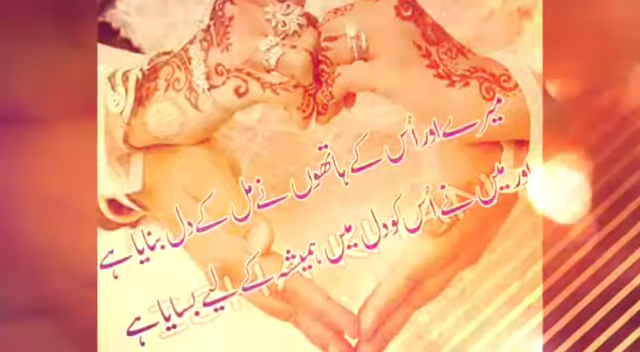 میرے اور اُس کے ہاتھوں نے مل کے دل بنایا ہے
اور میں نے اُس کو دل میں ہمیشہ کے لیے بسایا ہے